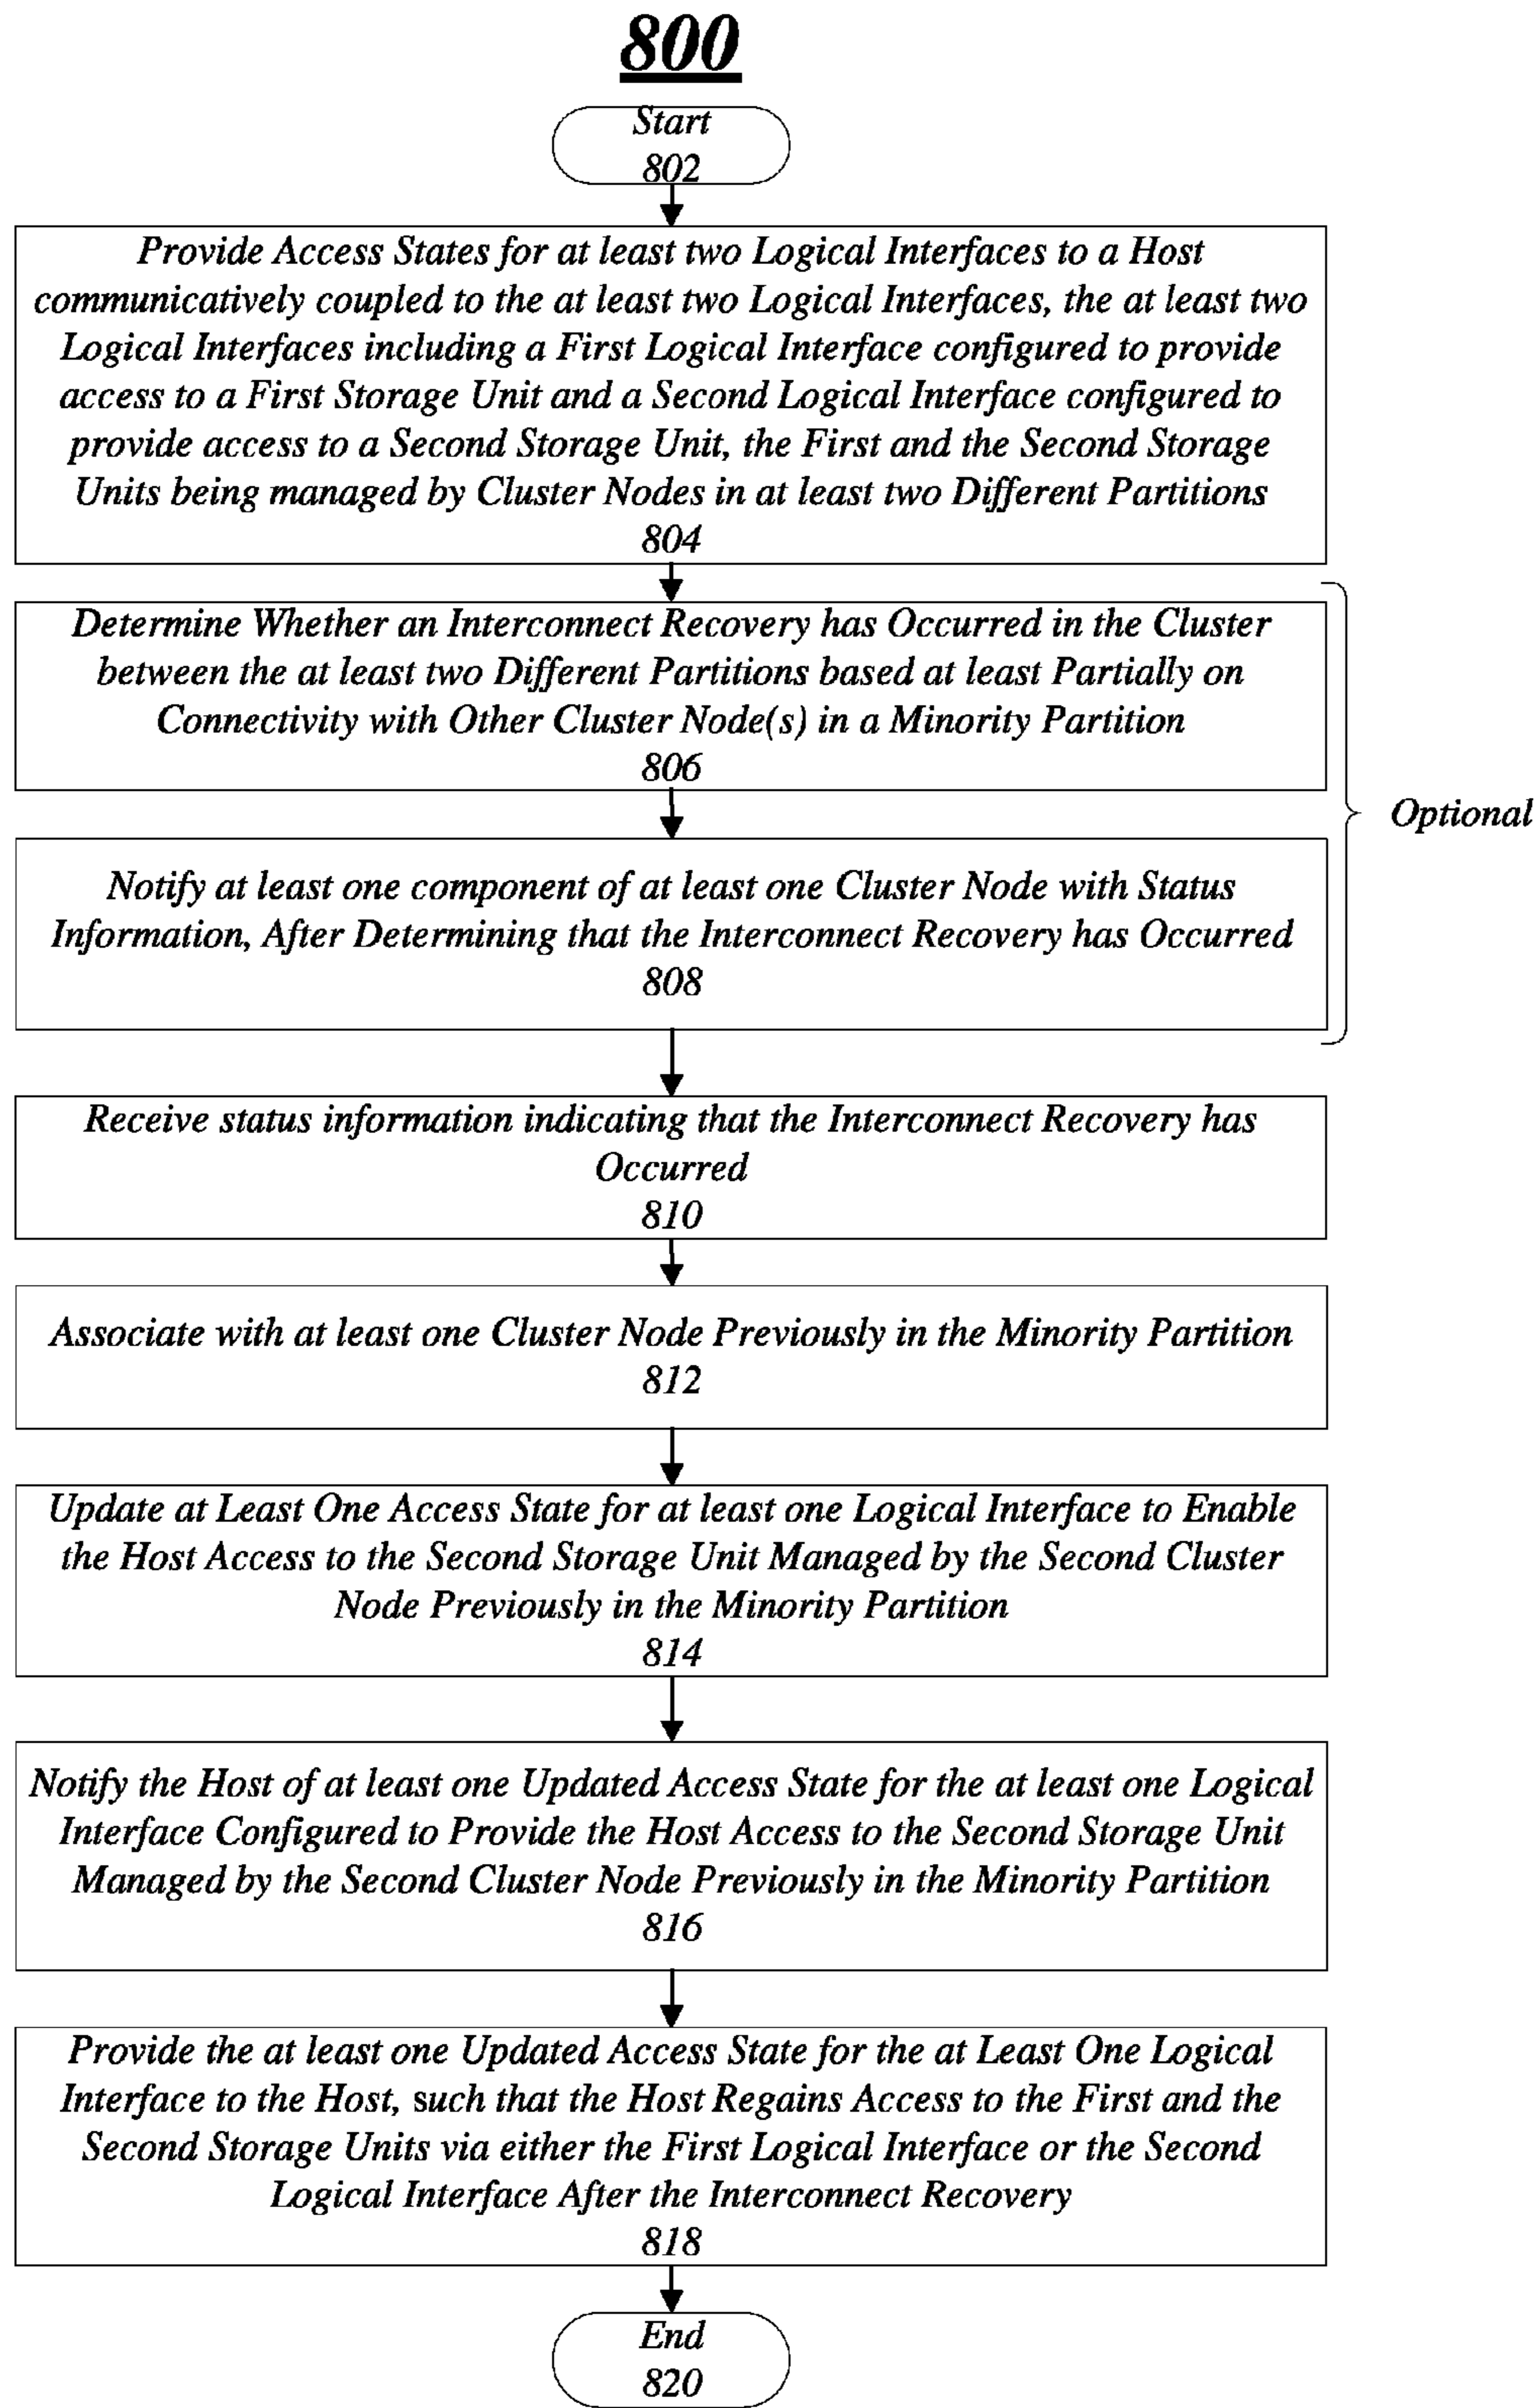 800
Start
802
Provide Access States for at least two Logical Interfaces to a Host
communicatively coupled to the at least two Logical Interfaces, the at least two
Logical Interfaces including a First Logical Interface configured to provide
access to a First Storage Unit and a Second Logical Interface configured to
provide access to a Second Storage Unit, the First and the Second Storage
Units being managed by Cluster Nodes in at least two Different Partitions
804
Determine Whether an Interconnect Recovery has Occurred in the Cluster
between the at least two Different Partitions based at least Partially on
Connectivity with Other Cluster Node(s) in a Minority Partition
806
Optional
Notify at least one component of at least one Cluster Node with Status
Information, After Determining that the Interconnect Recovery has Occurred
808
Receive status information indicating that the Interconnect Recovery has
Occurred
810
Associate with at least one Cluster Node Previously in the Minority Partition
812
Update at Least One Access State for at least one Logical Interface to Enable
the Host Access to the Second Storage Unit Managed by the Second Cluster
Node Previously in the Minority Partition
814
Notify the Host of at least one Updated Access State for the at least one Logical
Interface Configured to Provide the Host Access to the Second Storage Unit
Managed by the Second Cluster Node Previously in the Minority Partition
816
Provide the at least one Updated Access State for the at Least One Logical
Interface to the Host, such that the Host Regains Access to the First and the
Second Storage Units via either the First Logical Interface or the Second
Logical Interface After the Interconnect Recovery
818
End
820